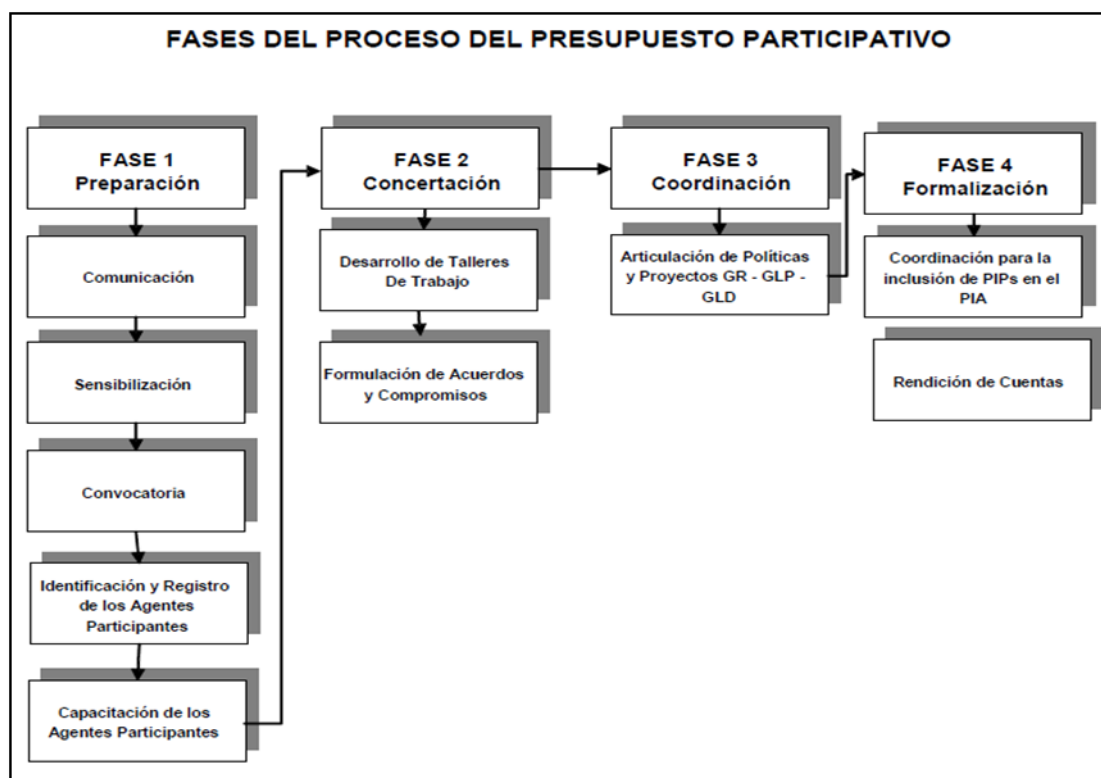 FASES DEL PROCESO DEL PRESUPUESTO PARTICIPATIVO
FASE 1
Preparación
Comunicación
Sensibilización
Convocatoria
Identificación y Registro
de los Agentes
Participantes
Capacitación de los
Agentes Participantes
FASE 2
Concertación
Desarrollo de Talleres
De Trabajo
Formulación de Acuerdos
y Compromisos
FASE 3
Coordinación
Articulación de Políticas
y Proyectos GR - GLP -
GLD
FASE 4
Formalización
Coordinación para la
inclusión de PIPs en el
PIA
Rendición de Cuentas